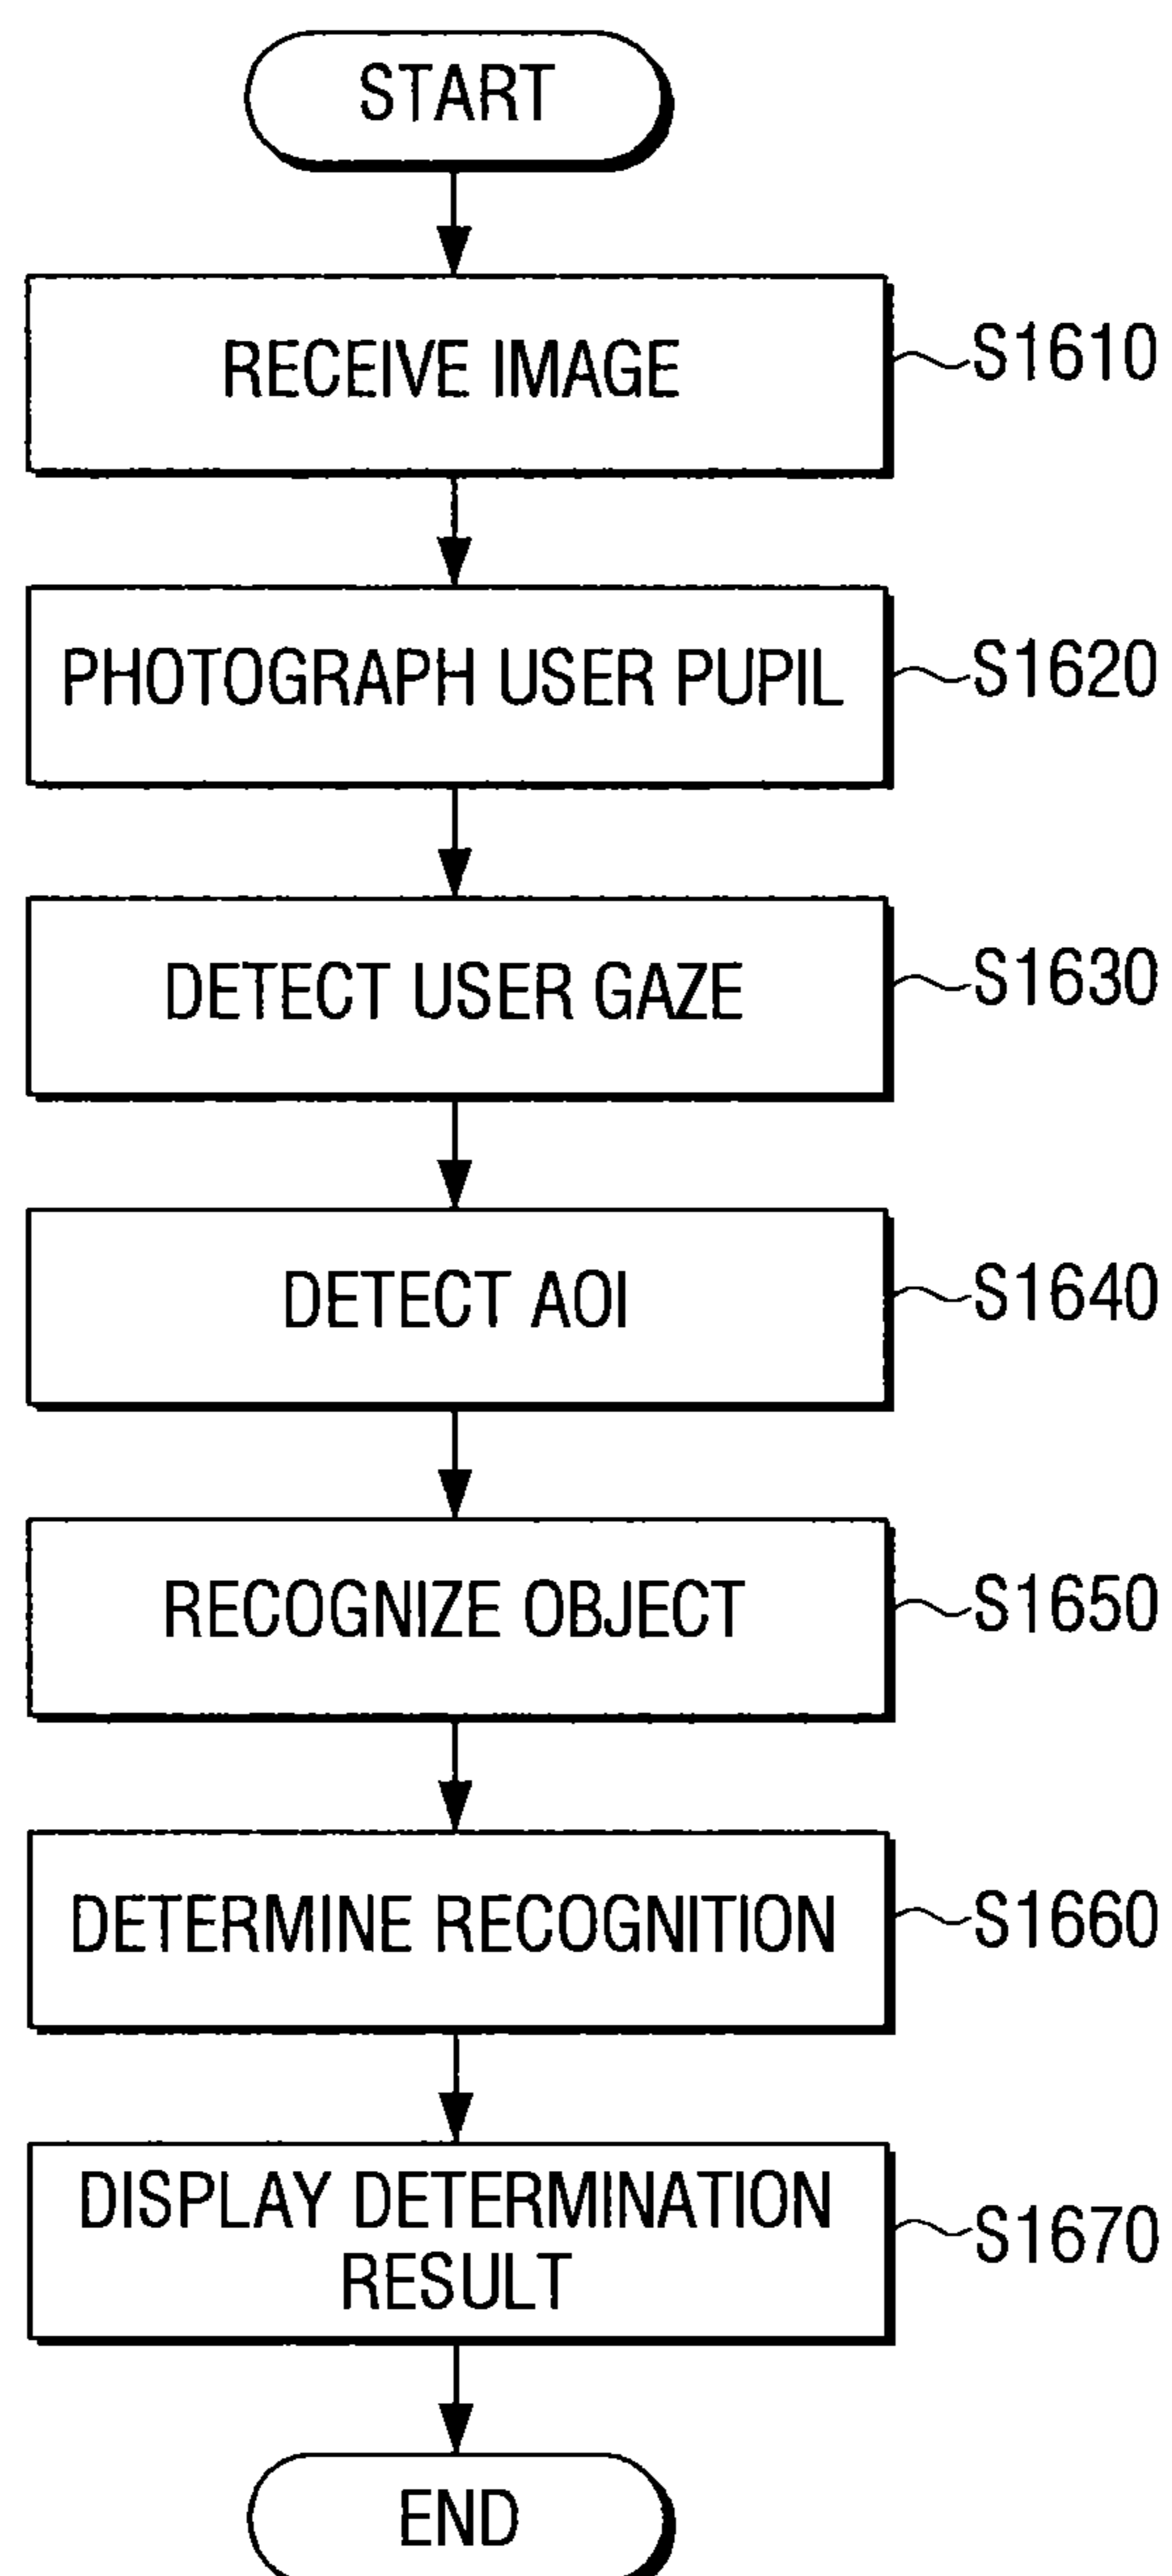 START
RECEIVE IMAGE
S1610
PHOTOGRAPH USER PUPIL
S1620
DETECT USER GAZE
S1630
DETECT AOI
S1640
RECOGNIZE OBJECT
S1650
DETERMINE RECOGNITION
S1660
DISPLAY DETERMINATION
RESULT
S1670
END